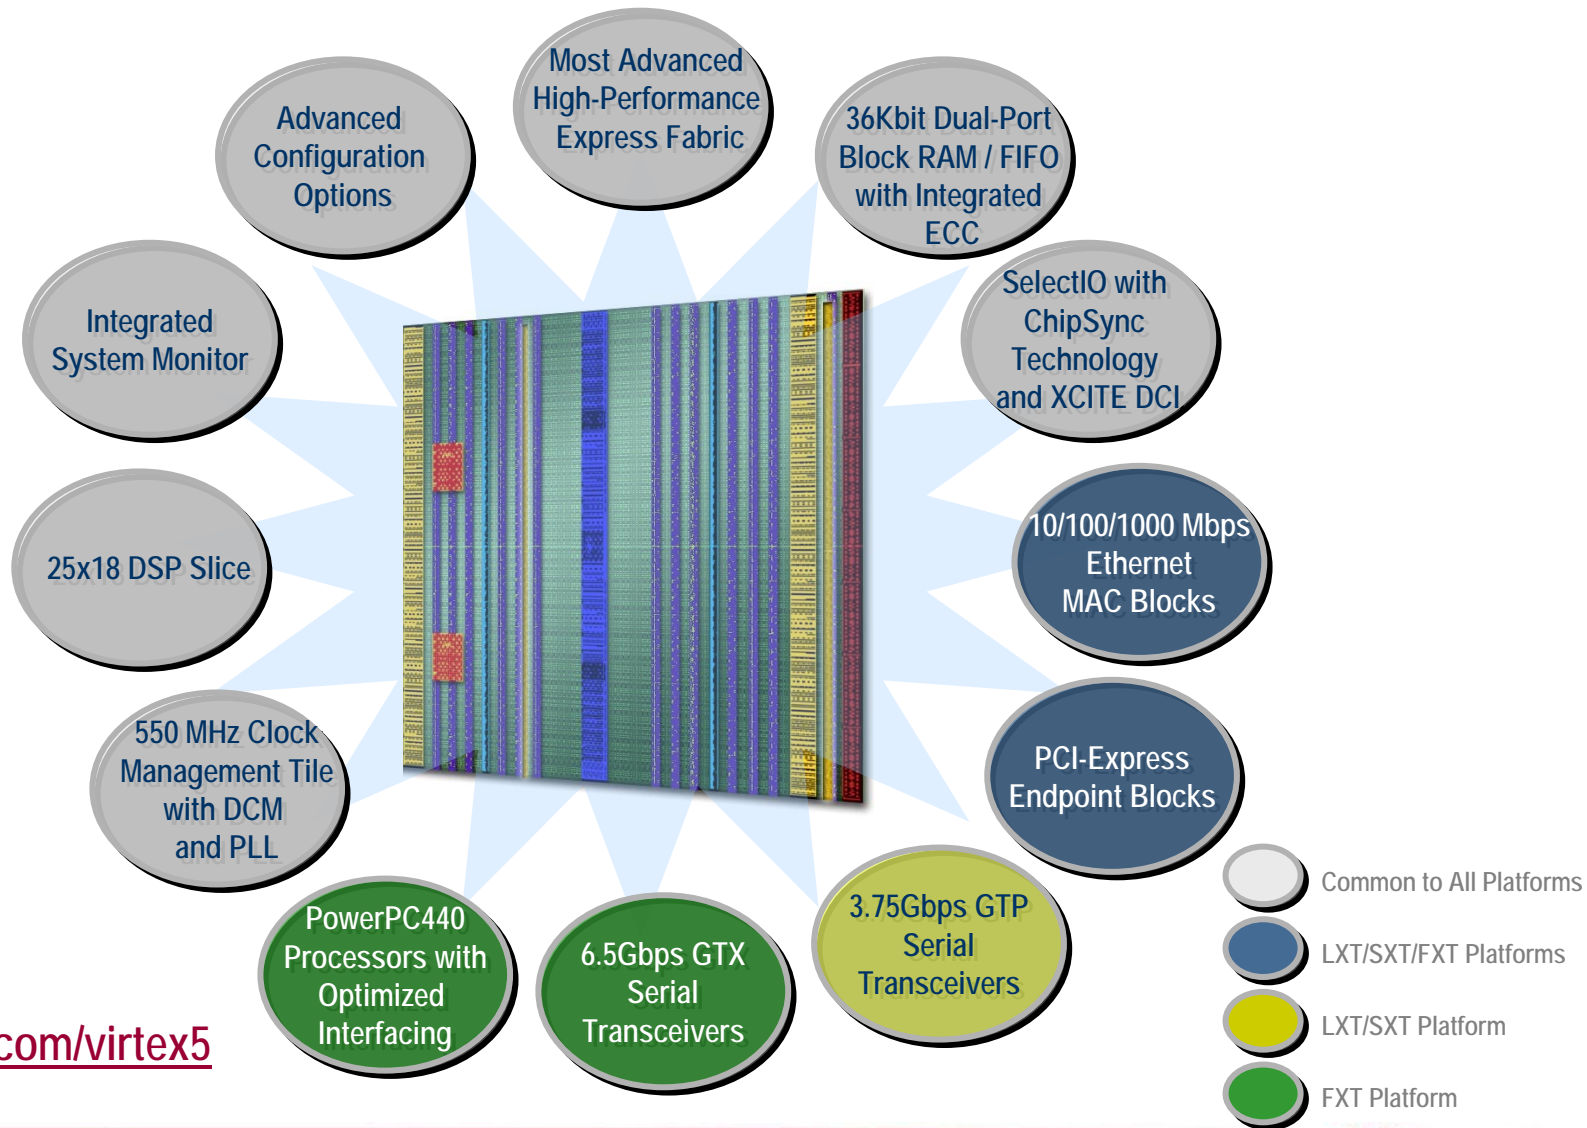 Most Advanced
High-Performance
Express Fabric
Advanced
Configuration
Options
36Kbit Dual-Port
Block RAM / FIFO
with Integrated
ECC
Integrated
System Monitor
SelectIO with
ChipSync
Technology
and XCITE DCI
25x18 DSP Slice
10/100/1000 Mbps
Ethernet
MAC Blocks
550 MHz Clock
Management Tile
with DCM
and PLL
PCI-Express
Endpoint Blocks
PowerPC440
Processors with
Optimized
Interfacing
6.5Gbps GTX
Serial
Transceivers
3.75Gbps GTP
Serial
Transceivers
Common to All Platforms
LXT/SXT/FXT Platforms
LXT/SXT Platform
FXT Platform
com/virtex5